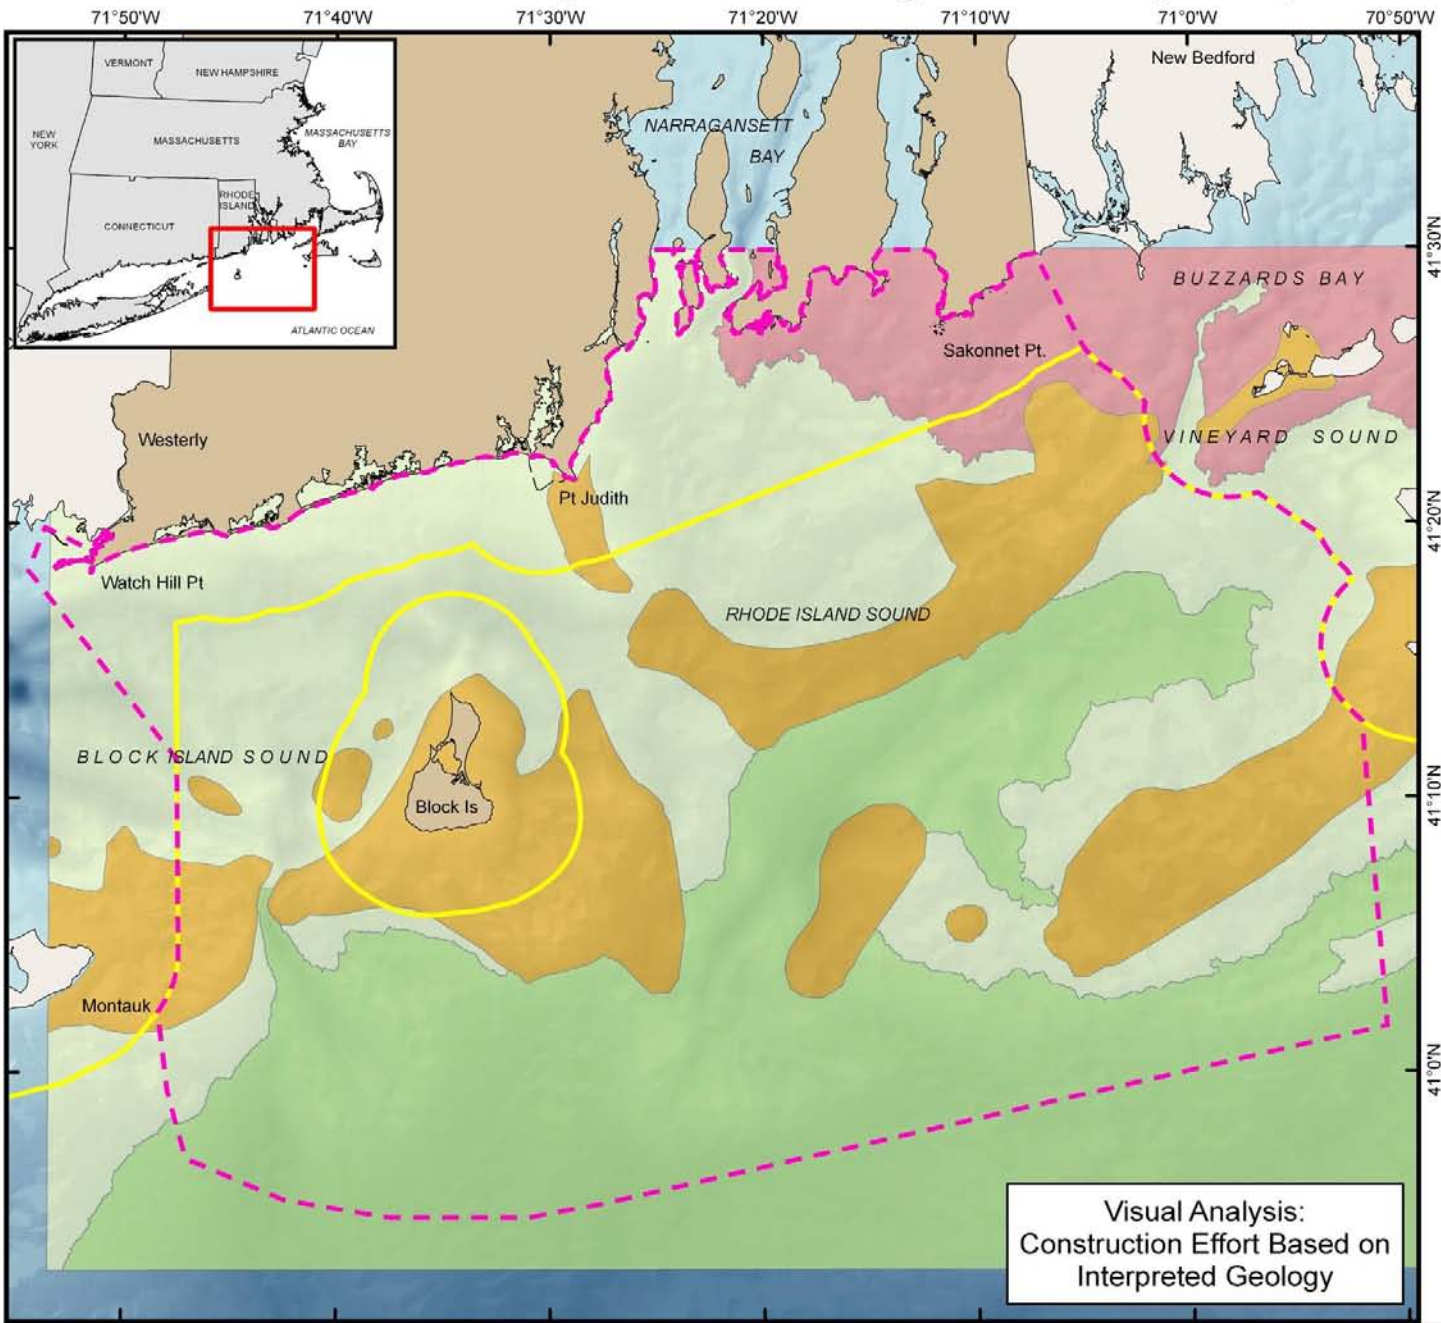 71°50'W
71°40'W
71°30'W
71°20'W
71°10'W
71°0'W
70°50'W
VERMONT
NEW HAMPSHIRE
NEW
YORK
MASSACHUSETTS
MASSACHUSETTS
BAY
RHODE
ISLAND
CONNECTICUT
ATLANTIC OCEAN
NARRAGANSETT
BAY
New Bedford
41°30'N
BUZZARDS BAY
Sakonnet Pt.
Westerly
VINEYARD SOUND
Pt Judith
41°20'N
Watch Hill Pt
RHODE ISLAND SOUND
BLOCK ISLAND SOUND
Block Is
41°10'N
Montauk
41°0'N
Visual Analysis:
Construction Effort Based on
Interpreted Geology